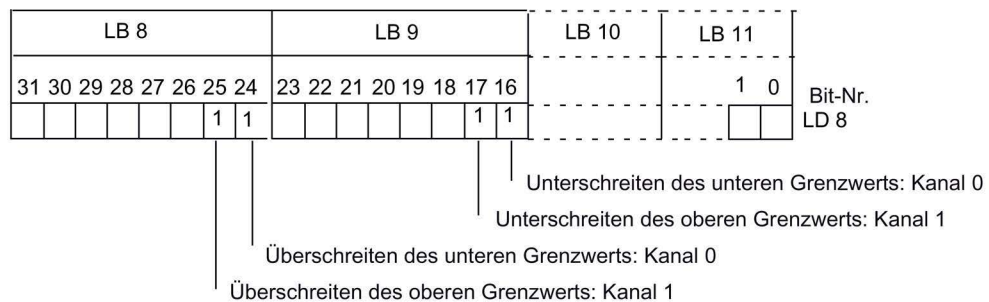 LB 8 LB 9 LB 10 LB 11
31 30 29 28 27 26 25 24 23 22 21 20 19 18 17 16 1 0 Bit-Nr.
1 1 1 1 LD 8
Unterschreiten des unteren Grenzwerts: Kanal 0
Unterschreiten des oberen Grenzwerts: Kanal 1
Überschreiten des unteren Grenzwerts: Kanal 0
Überschreiten des oberen Grenzwerts: Kanal 1